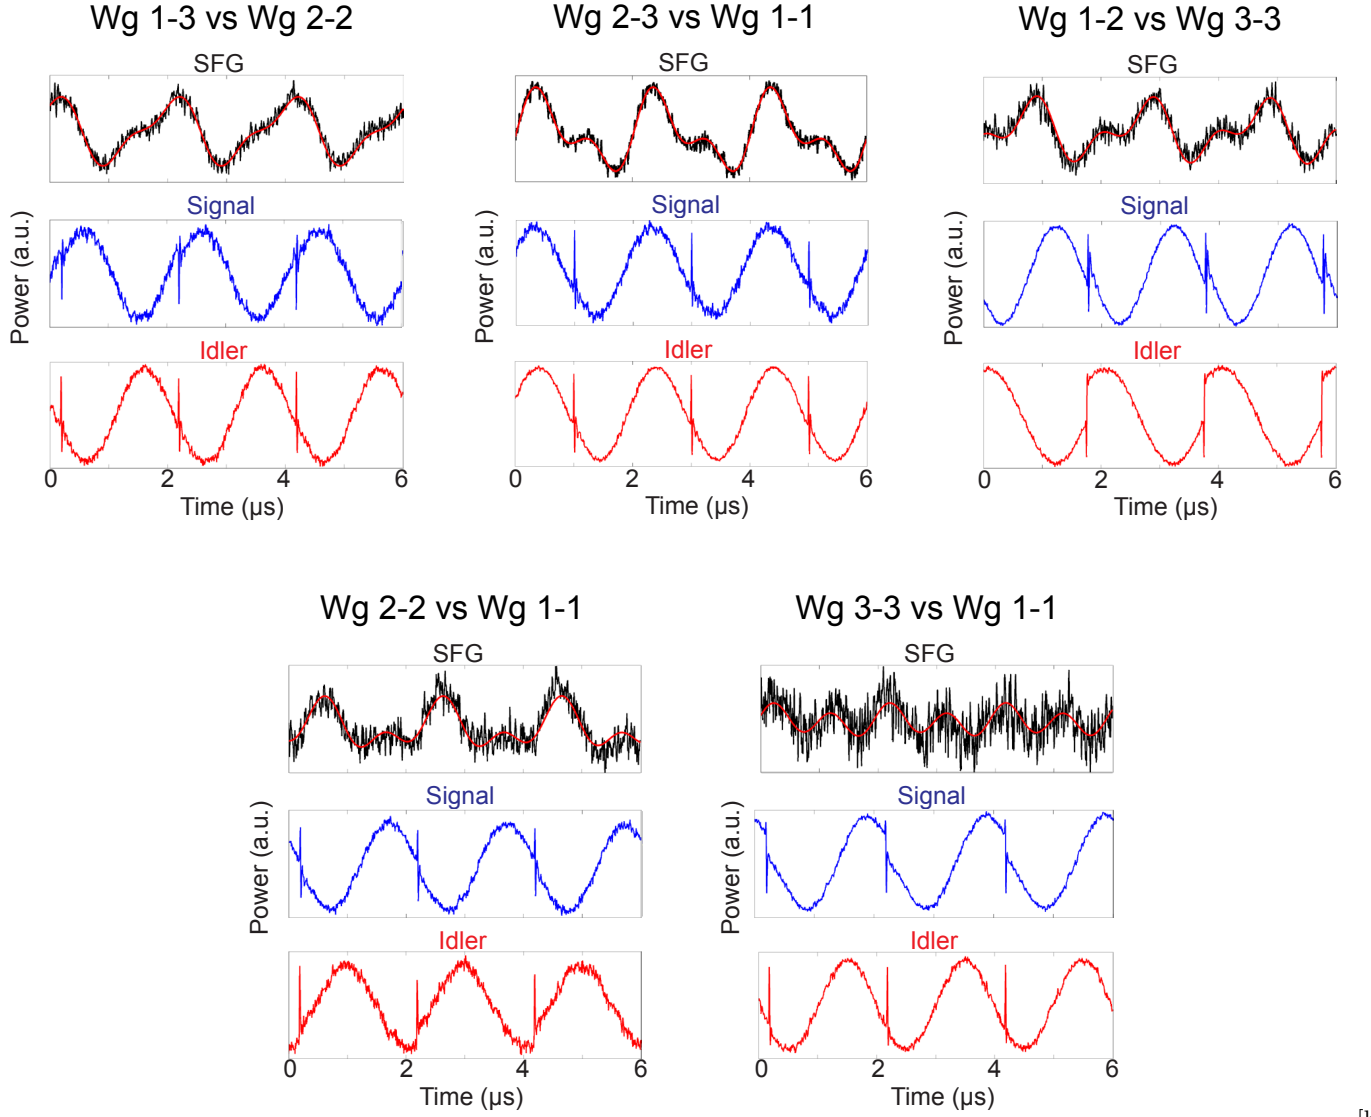 Wg 1-3 vs Wg 2-2
Wg 2-3 vs Wg 1-1
Wg 1-2 vs Wg 3-3
SFG
SFG
SFG
Signal
Signal
Signal
Power (a.u.)
Power (a.u.)
Power (a.u.)
Idler
Idler
Idler
0 2 4 6
0 2 4 6
0 2 4 6
Time (µs)
Time (µs)
Time (µs)
Wg 2-2 vs Wg 1-1
Wg 3-3 vs Wg 1-1
SFG
SFG
Signal
Signal
Power (a.u.)
Power (a.u.)
Idler
Idler
0 2 4 6
0 2 4 6
Time (µs)
Time (µs)